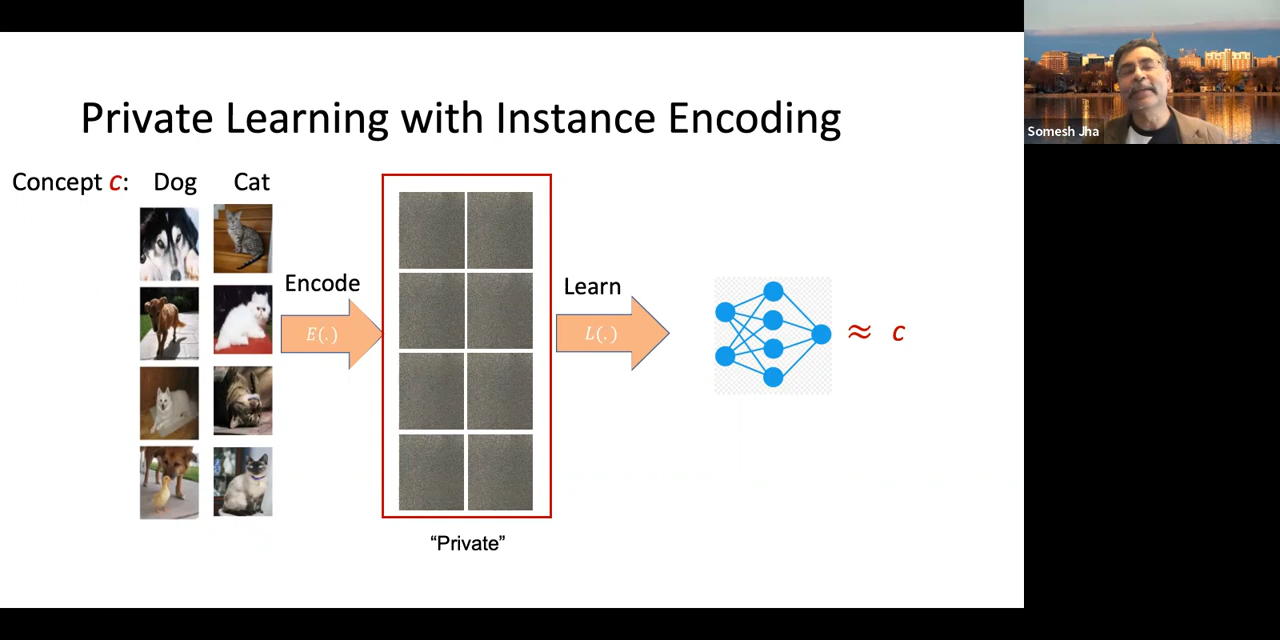 Private Learning with Instance Encoding
Somesh Jha
Concept c: Dog Cat
Encode
E(.)
Learn
L(.)
≈ c
“Private”